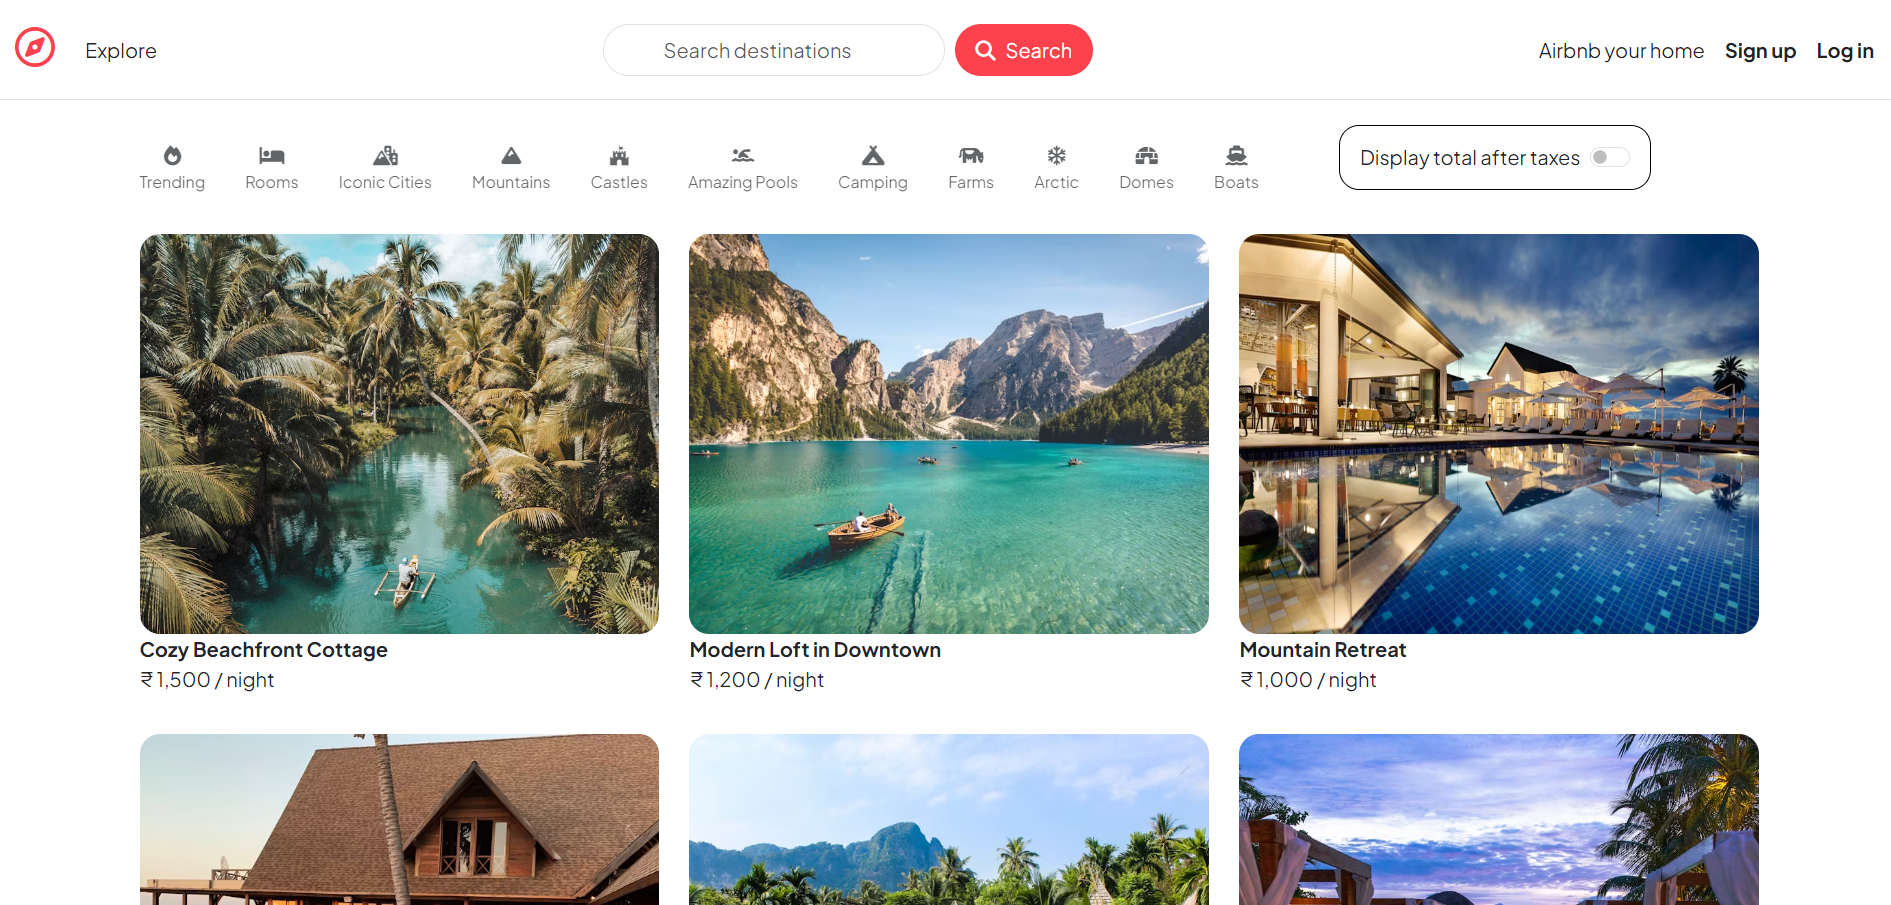 Explore
Search destinations
Search
Airbnb your home
Sign up
Log in
Trending
Rooms
Iconic Cities
Mountains
Castles
Amazing Pools
Camping
Farms
Arctic
Domes
Boats
Display total after taxes
Cozy Beachfront Cottage
₹1,500 / night
Modern Loft in Downtown
₹1,200 / night
Mountain Retreat
₹1,000 / night